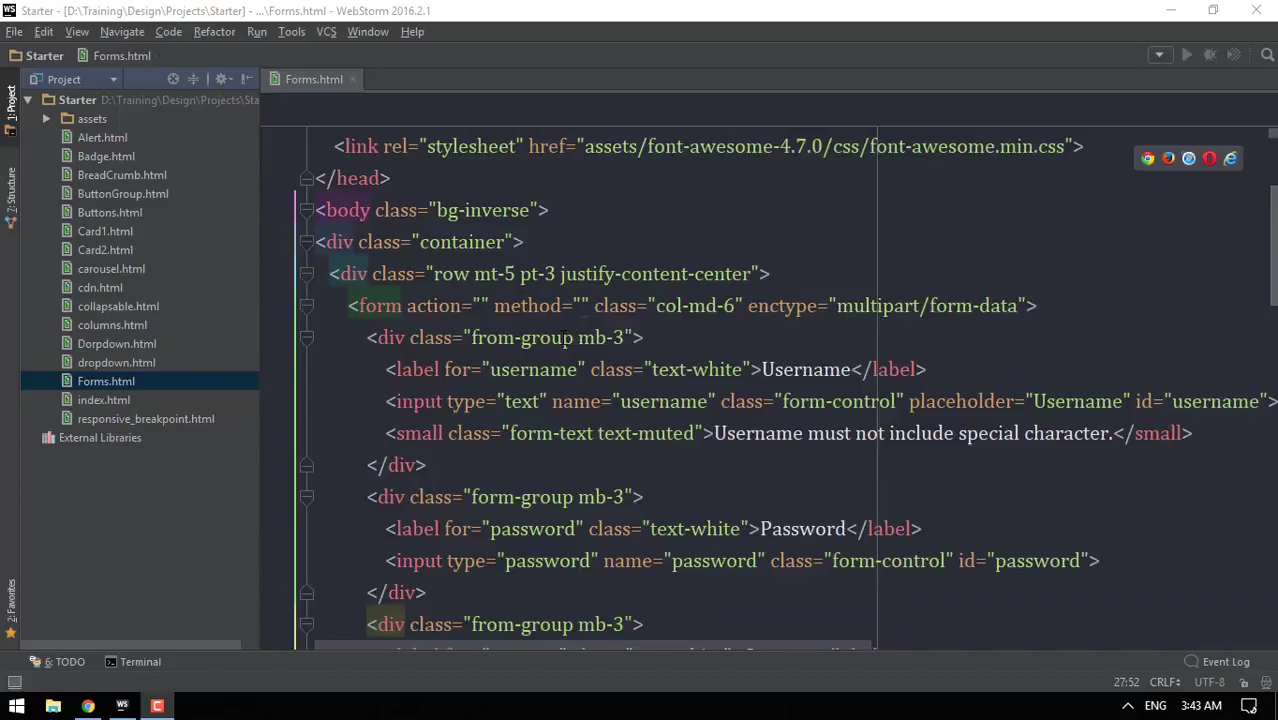 Starter - [D:\Training\Design\Projects\Starter] - ...\Forms.html - WebStorm 2016.2.1
File Edit View Navigate Code Refactor Run Tools VCS Window Help
Starter Forms.html
Project
Forms.html
1: Project
7: Structure
2: Favorites
Starter D:\Training\Design\Projects\Sta
assets
Alert.html
Badge.html
BreadCrumb.html
ButtonGroup.html
Buttons.html
Card1.html
Card2.html
carousel.html
cdn.html
collapsable.html
columns.html
Dorpdown.html
dropdown.html
Forms.html
index.html
responsive_breakpoint.html
External Libraries
<link rel="stylesheet" href="assets/font-awesome-4.7.0/css/font-awesome.min.css">
</head>
<body class="bg-inverse">
<div class="container">
<div class="row mt-5 pt-3 justify-content-center">
<form action="" method="" class="col-md-6" enctype="multipart/form-data">
<div class="from-group mb-3">
<label for="username" class="text-white">Username</label>
<input type="text" name="username" class="form-control" placeholder="Username" id="username">
<small class="form-text text-muted">Username must not include special character.</small>
</div>
<div class="form-group mb-3">
<label for="password" class="text-white">Password</label>
<input type="password" name="password" class="form-control" id="password">
</div>
<div class="from-group mb-3">
6: TODO Terminal Event Log
27:52 CRLF UTF-8
ENG 3:43 AM